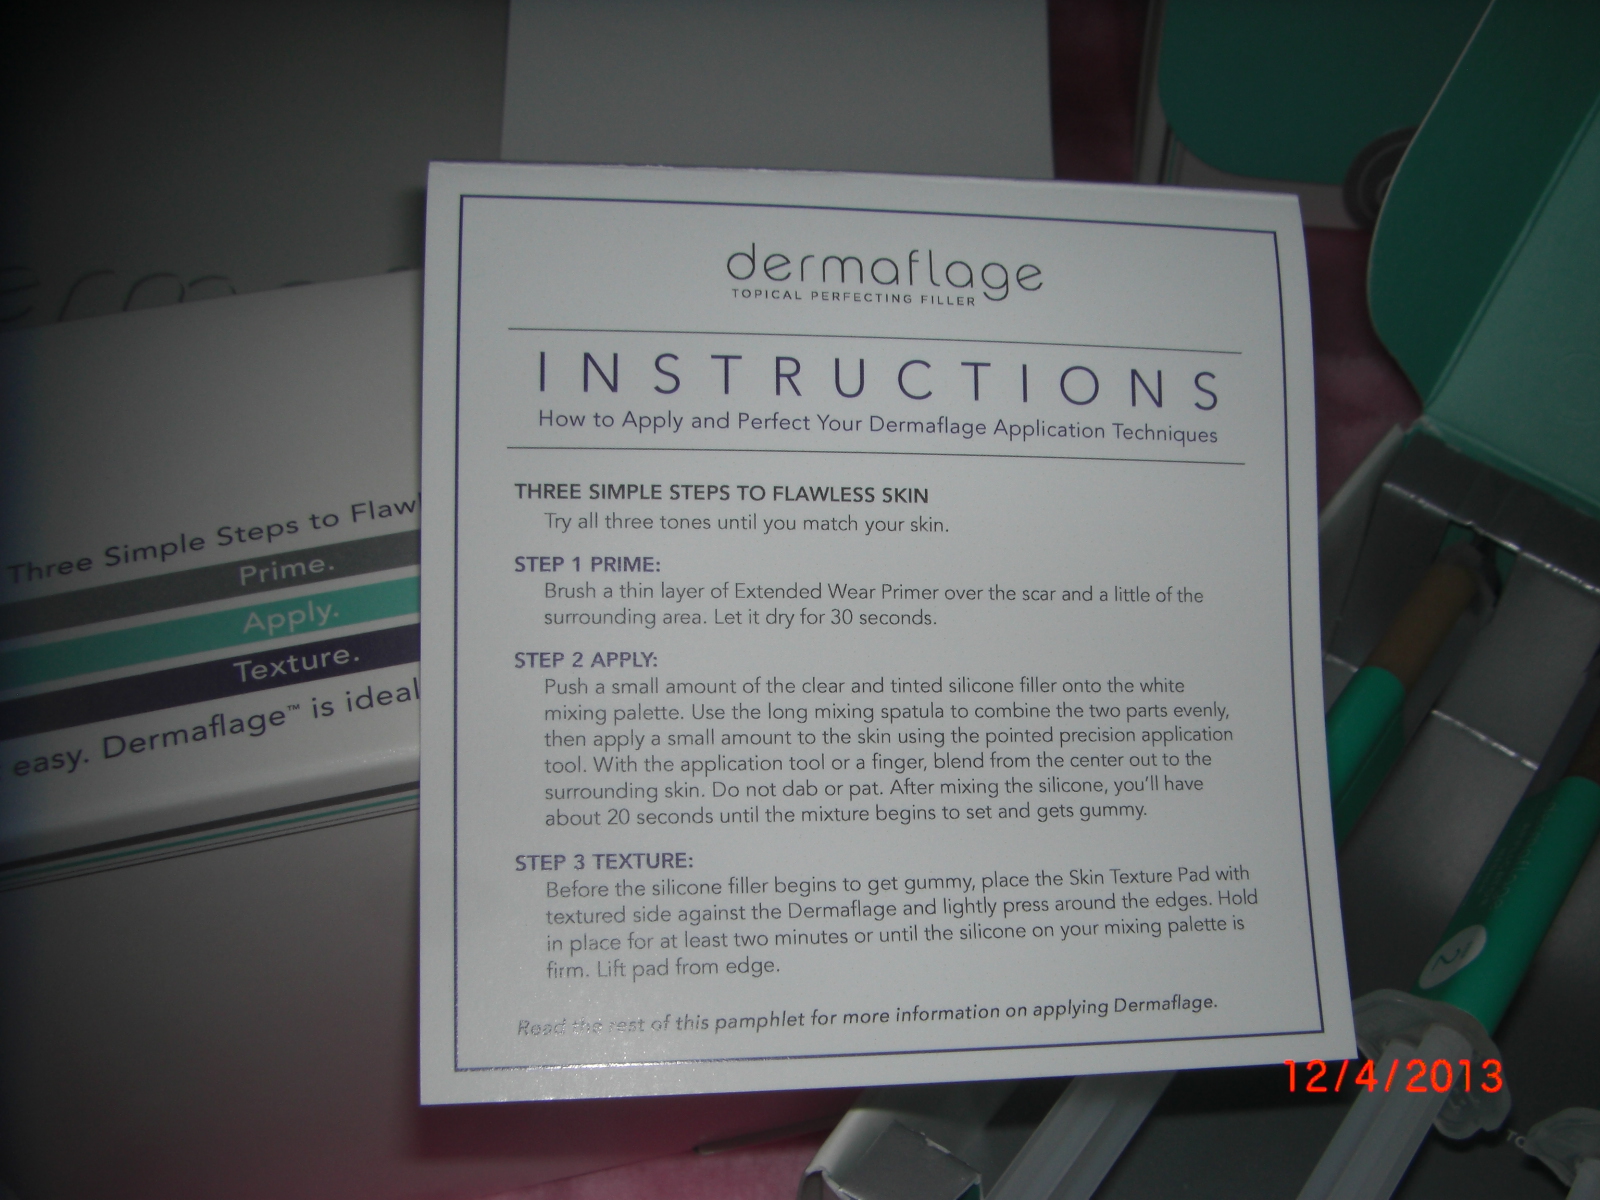 dermaflage
TOPICAL PERFECTING FILLER
INSTRUCTIONS
How to Apply and Perfect Your Dermaflage Application Techniques
THREE SIMPLE STEPS TO FLAWLESS SKIN
Try all three tones until you match your skin.
STEP 1 PRIME:
Brush a thin layer of Extended Wear Primer over the scar and a little of the
surrounding area. Let it dry for 30 seconds.
STEP 2 APPLY:
Push a small amount of the clear and tinted silicone filler onto the white
mixing palette. Use the long mixing spatula to combine the two parts evenly,
then apply a small amount to the skin using the pointed precision application
tool. With the application tool or a finger, blend from the center out to the
surrounding skin. Do not dab or pat. After mixing the silicone, you'll have
about 20 seconds until the mixture begins to set and gets gummy.
STEP 3 TEXTURE:
Before the silicone filler begins to get gummy, place the Skin Texture Pad with
textured side against the Dermaflage and lightly press around the edges. Hold
in place for at least two minutes or until the silicone on your mixing palette is
firm. Lift pad from edge.
Read the rest of this pamphlet for more information on applying Dermaflage.
Three Simple Steps to Flaw
Prime.
Apply.
Texture.
easy. Dermaflage™ is ideal
2
12/4/2013